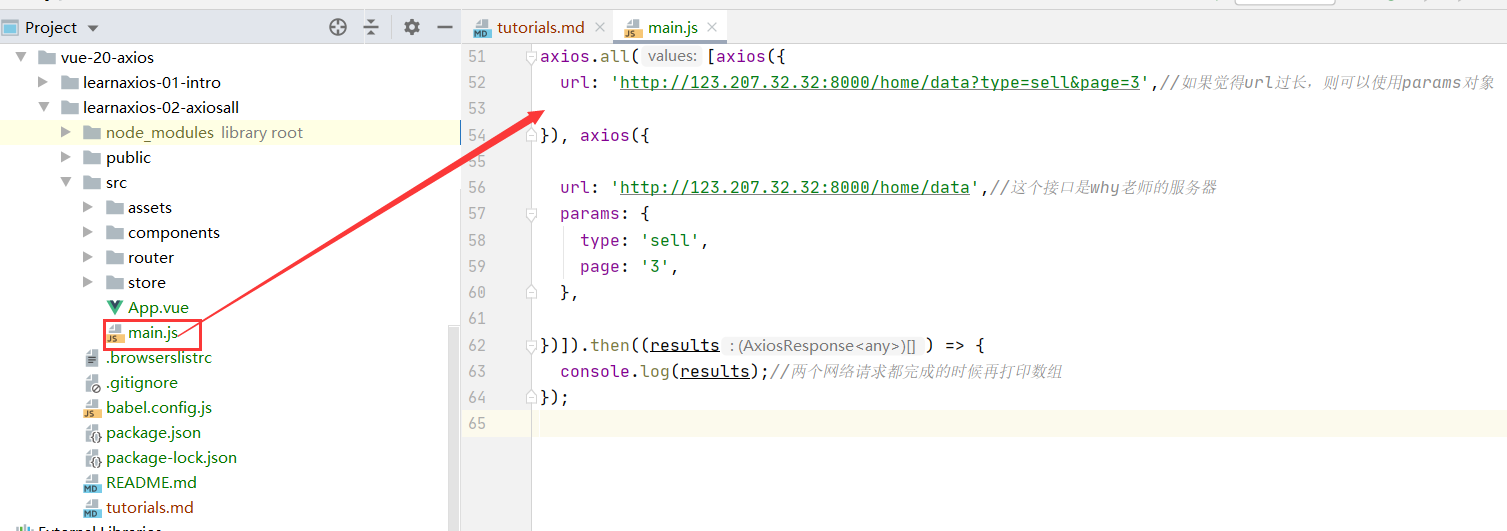 Project
vue-20-axios
learnaxios-01-intro
learnaxios-02-axiosall
node_modules library root
public
src
assets
components
router
store
App.vue
main.js
.browserslistrc
.gitignore
babel.config.js
package.json
package-lock.json
README.md
tutorials.md
External Libraries
tutorials.md
main.js
51 axios.all( values: [axios({
52 url: 'http://123.207.32.32:8000/home/data?type=sell&page=3',//如果觉得url过长，则可以使用params对象
53
54 }), axios({
55
56 url: 'http://123.207.32.32:8000/home/data',//这个接口是why老师的服务器
57 params: {
58 type: 'sell',
59 page: '3',
60 },
61
62 })]).then((results : (AxiosResponse<any>)[] ) => {
63 console.log(results);//两个网络请求都完成的时候再打印数组
64 });
65